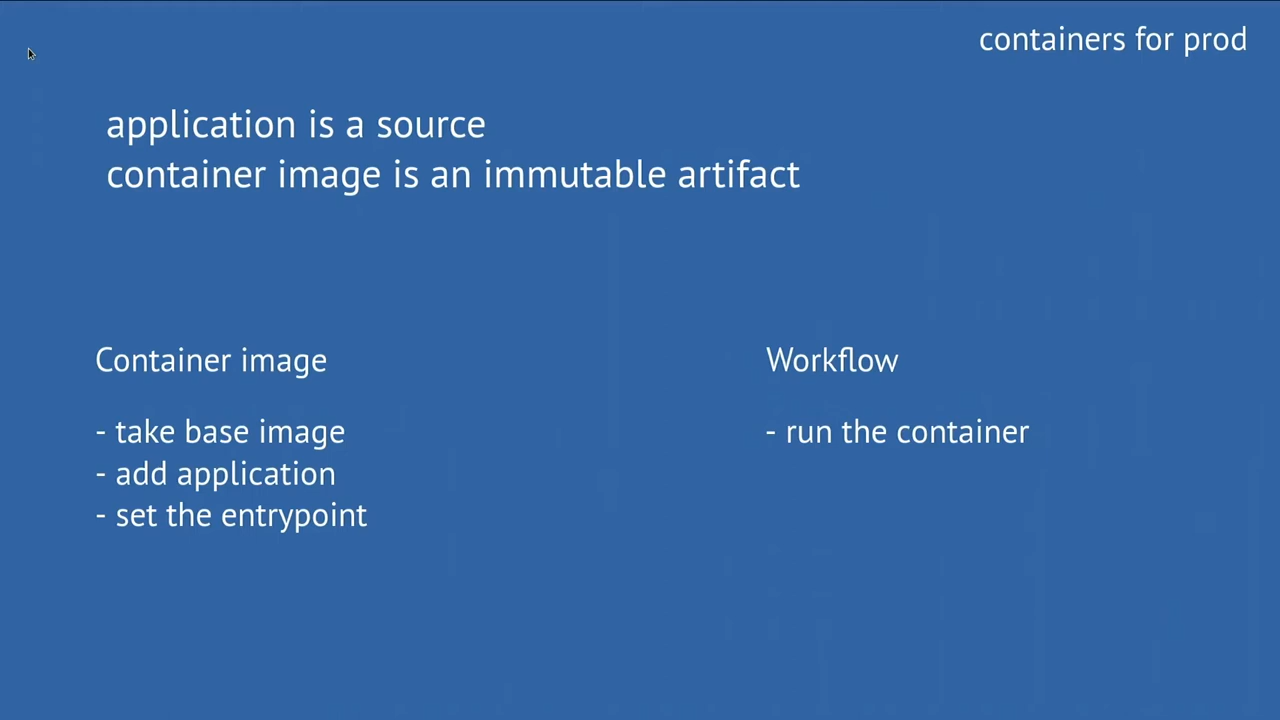 containers for prod
application is a source
container image is an immutable artifact
Container image
- take base image
- add application
- set the entrypoint
Workflow
- run the container